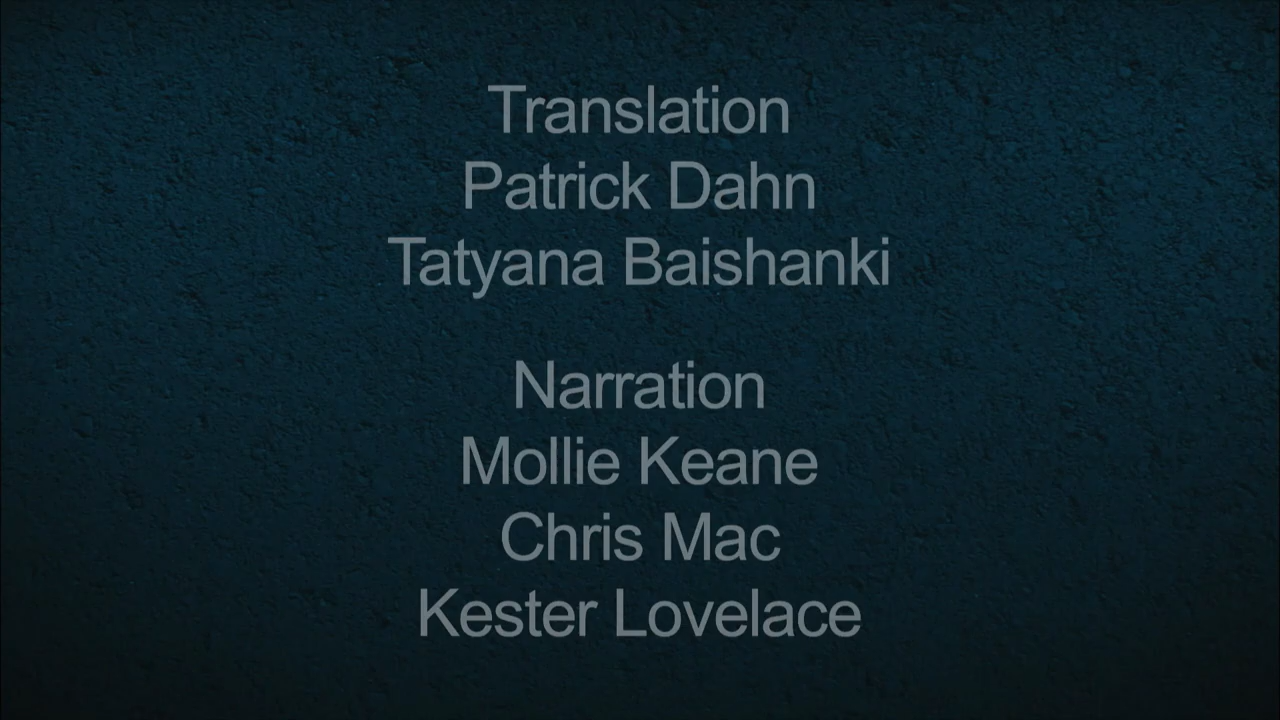 Translation
Patrick Dahn
Tatyana Baishanki
Narration
Mollie Keane
Chris Mac
Kester Lovelace